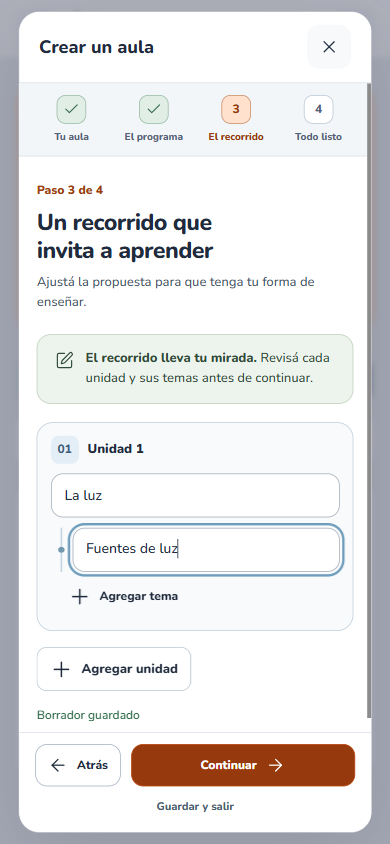 Crear un aula
3
4
Tu aula
El programa
El recorrido
Todo listo
Paso 3 de 4
Un recorrido que
invita a aprender
Ajustá la propuesta para que tenga tu forma de
enseñar.
El recorrido lleva tu mirada. Revisá cada
unidad y sus temas antes de continuar.
01 Unidad 1
La luz
Fuentes de luz
Agregar tema
Agregar unidad
Borrador guardado
Atrás
Continuar
Guardar y salir